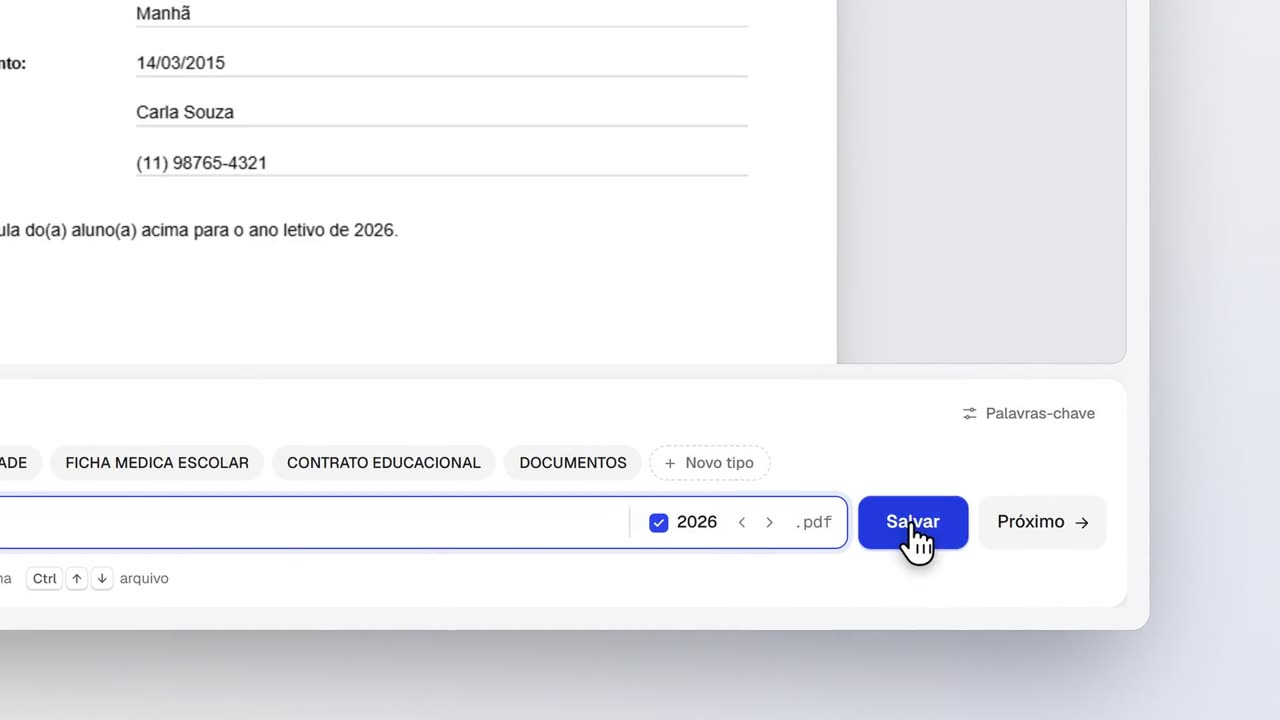 Manhã
nto:
14/03/2015
Carla Souza
(11) 98765-4321
ula do(a) aluno(a) acima para o ano letivo de 2026.
Palavras-chave
ADE
FICHA MEDICA ESCOLAR
CONTRATO EDUCACIONAL
DOCUMENTOS
+ Novo tipo
2026
.pdf
Salvar
Próximo →
na
Ctrl ↑ ↓ arquivo